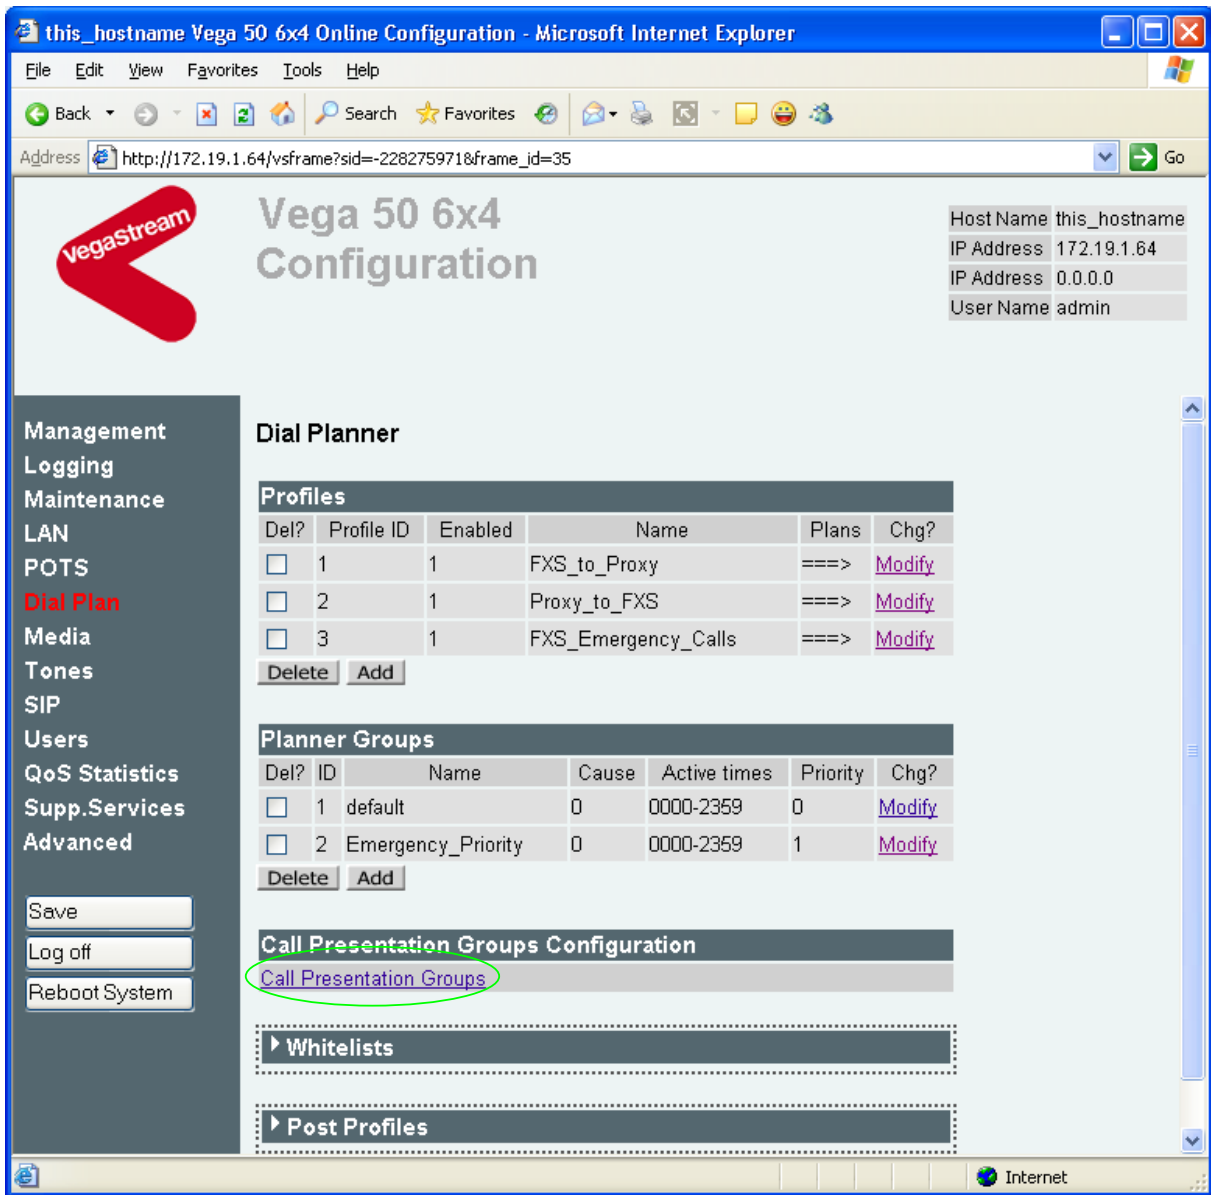 this_hostname Vega 50 6x4 Online Configuration - Microsoft Internet Explorer
File Edit View Favorites Tools Help
Back Search Favorites
Address http://172.19.1.64/vsframe?sid=-228275971&frame_id=35 Go
VegaStream
Vega 50 6x4
Configuration
Host Name this_hostname
IP Address 172.19.1.64
IP Address 0.0.0.0
User Name admin
Management
Logging
Maintenance
LAN
POTS
Dial Plan
Media
Tones
SIP
Users
QoS Statistics
Supp.Services
Advanced
Save
Log off
Reboot System
Dial Planner
Profiles
Del? Profile ID Enabled Name Plans Chg?
1 1 FXS_to_Proxy ===> Modify
2 1 Proxy_to_FXS ===> Modify
3 1 FXS_Emergency_Calls ===> Modify
Delete Add
Planner Groups
Del? ID Name Cause Active times Priority Chg?
1 default 0 0000-2359 0 Modify
2 Emergency_Priority 0 0000-2359 1 Modify
Delete Add
Call Presentation Groups Configuration
Call Presentation Groups
Whitelists
Post Profiles
Internet